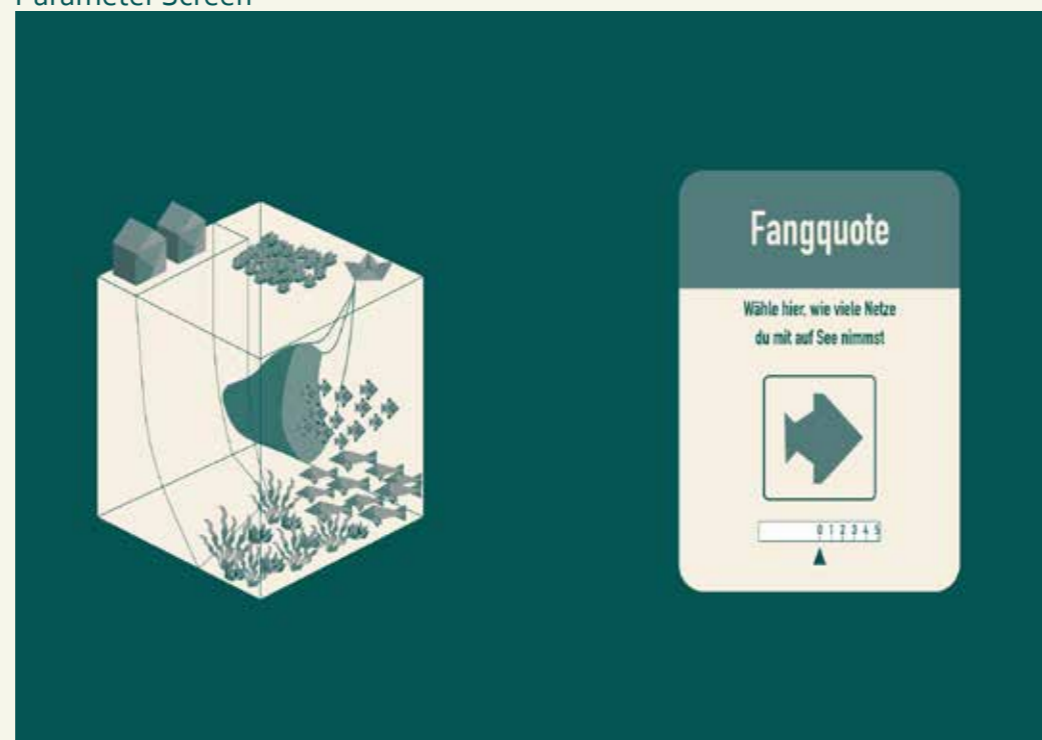 Parameter Screen
Fangquote
Wähle hier, wie viele Netze
du mit auf See nimmst
0 1 2 3 4 5